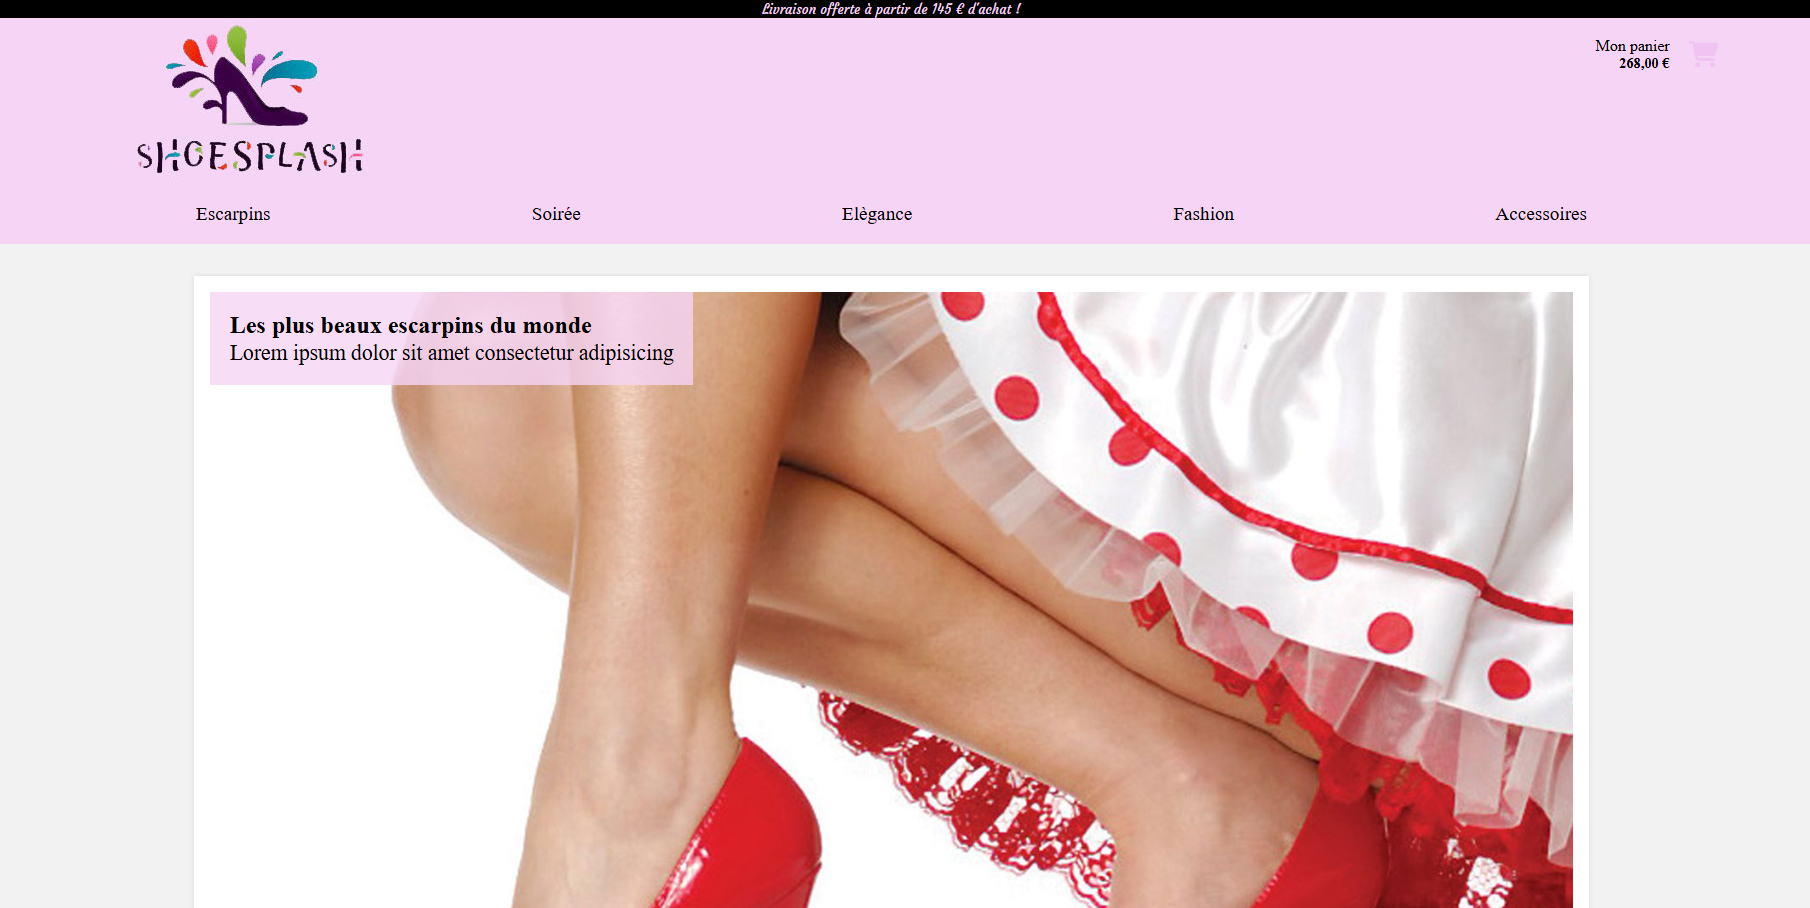 Livraison offerte à partir de 145 € d'achat !
Mon panier
268,00 €
SHOESPLASH
Escarpins
Soirée
Elègance
Fashion
Accessoires
Les plus beaux escarpins du monde
Lorem ipsum dolor sit amet consectetur adipisicing